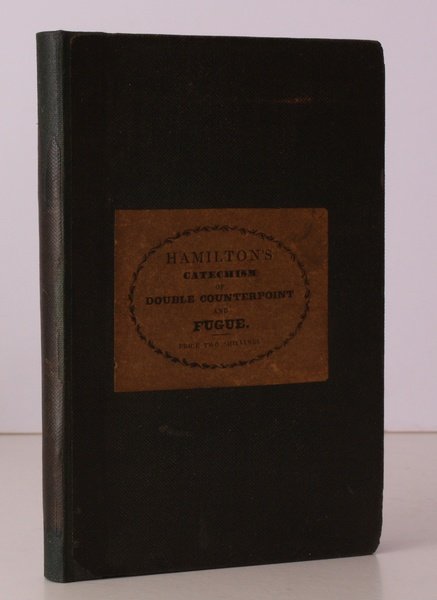 HAMILTON'S
CATECHISM
OF
DOUBLE COUNTERPOINT
AND
FUGUE.
PRICE TWO SHILLINGS